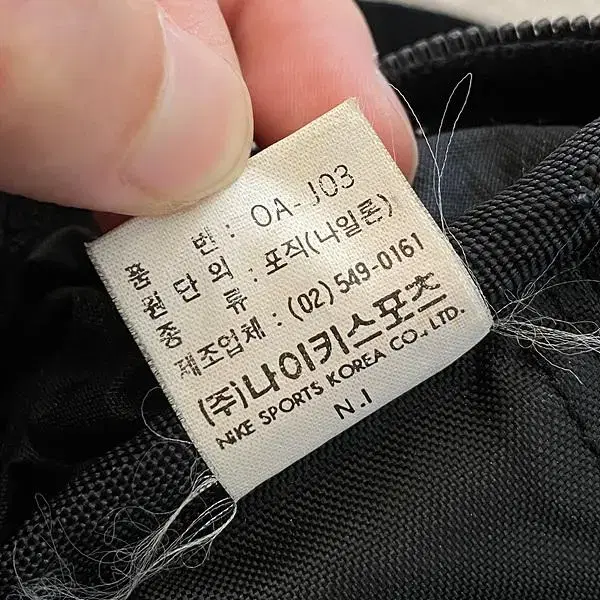 품 번 : OA-J03
원 단 의
종 류 : 포직(나일론)
제조업체 : (02)549-0161
(주)나이키스포츠
NIKE SPORTS KOREA CO., LTD.
N.I